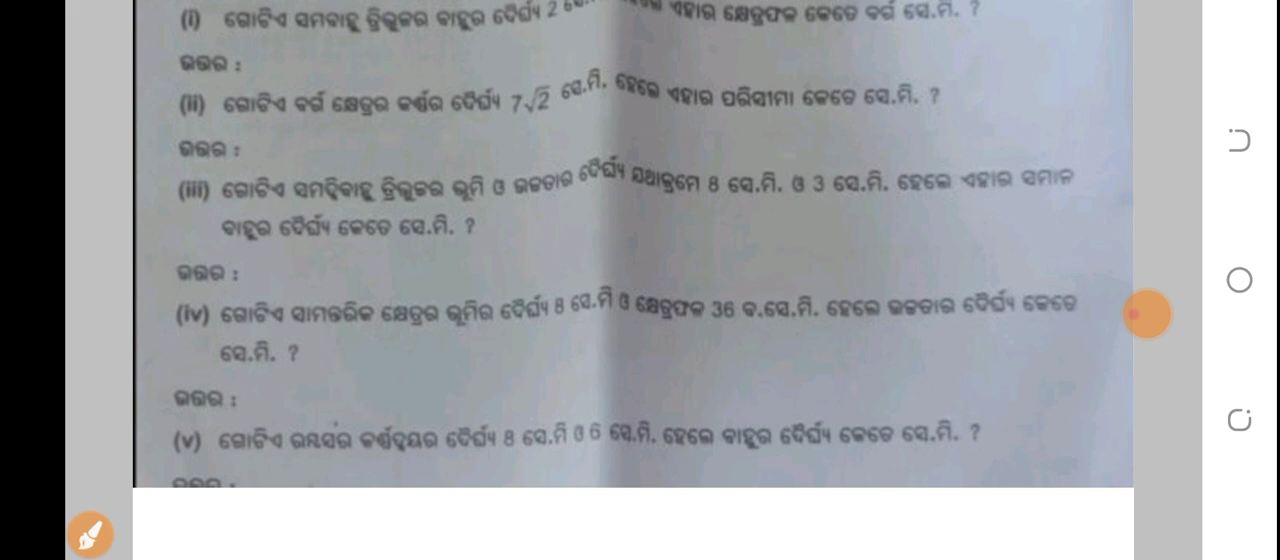 (i) ଗୋଟିଏ ସମବାହୁ ତ୍ରିଭୁଜର ବାହୁର ଦୈର୍ଘ୍ୟ 2 ସେ. ଏହାର କ୍ଷେତ୍ରଫଳ କେତେ ବର୍ଗ ସେ.ମି. ?
ଉତ୍ତର :
(ii) ଗୋଟିଏ ବର୍ଗ କ୍ଷେତ୍ରର କର୍ଣ୍ଣର ଦୈର୍ଘ୍ୟ 7√2 ସେ.ମି. ହେଲେ ଏହାର ପରିସୀମା କେତେ ସେ.ମି. ?
ଉତ୍ତର :
(iii) ଗୋଟିଏ ସମଦ୍ବିବାହୁ ତ୍ରିଭୁଜର ଭୂମି ଓ ଉଚ୍ଚତାର ଦୈର୍ଘ୍ୟ ଯଥାକ୍ରମେ 8 ସେ.ମି. ଓ 3 ସେ.ମି. ହେଲେ ଏହାର ସମାନ
ବାହୁର ଦୈର୍ଘ୍ୟ କେତେ ସେ.ମି. ?
ଉତ୍ତର :
(iv) ଗୋଟିଏ ସାମନ୍ତରିକ କ୍ଷେତ୍ରର ଭୂମିର ଦୈର୍ଘ୍ୟ 8 ସେ.ମି ଓ କ୍ଷେତ୍ରଫଳ 36 ବ.ସେ.ମି. ହେଲେ ଉଚ୍ଚତାର ଦୈର୍ଘ୍ୟ କେତେ
ସେ.ମି. ?
ଉତ୍ତର :
(v) ଗୋଟିଏ ରମ୍ବସର କର୍ଣ୍ଣଦ୍ୱୟର ଦୈର୍ଘ୍ୟ 8 ସେ.ମି ଓ 6 ସେ.ମି. ହେଲେ ବାହୁର ଦୈର୍ଘ୍ୟ କେତେ ସେ.ମି. ?